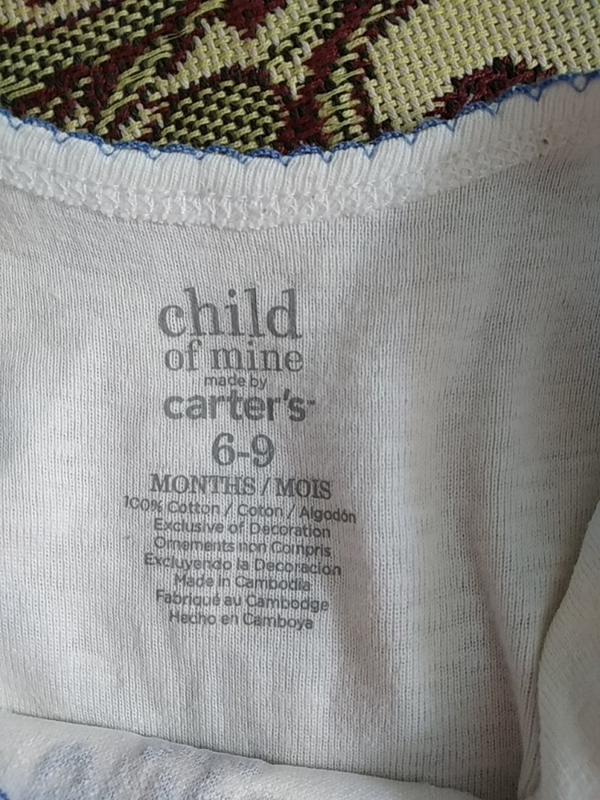 child
of mine
made by
carter's™
6-9
MONTHS / MOIS
100% Cotton / Coton / Algodón
Exclusive of Decoration
Ornements non Compris
Excluyendo la Decoración
Made in Cambodia
Fabriqué au Cambodge
Hecho en Camboya